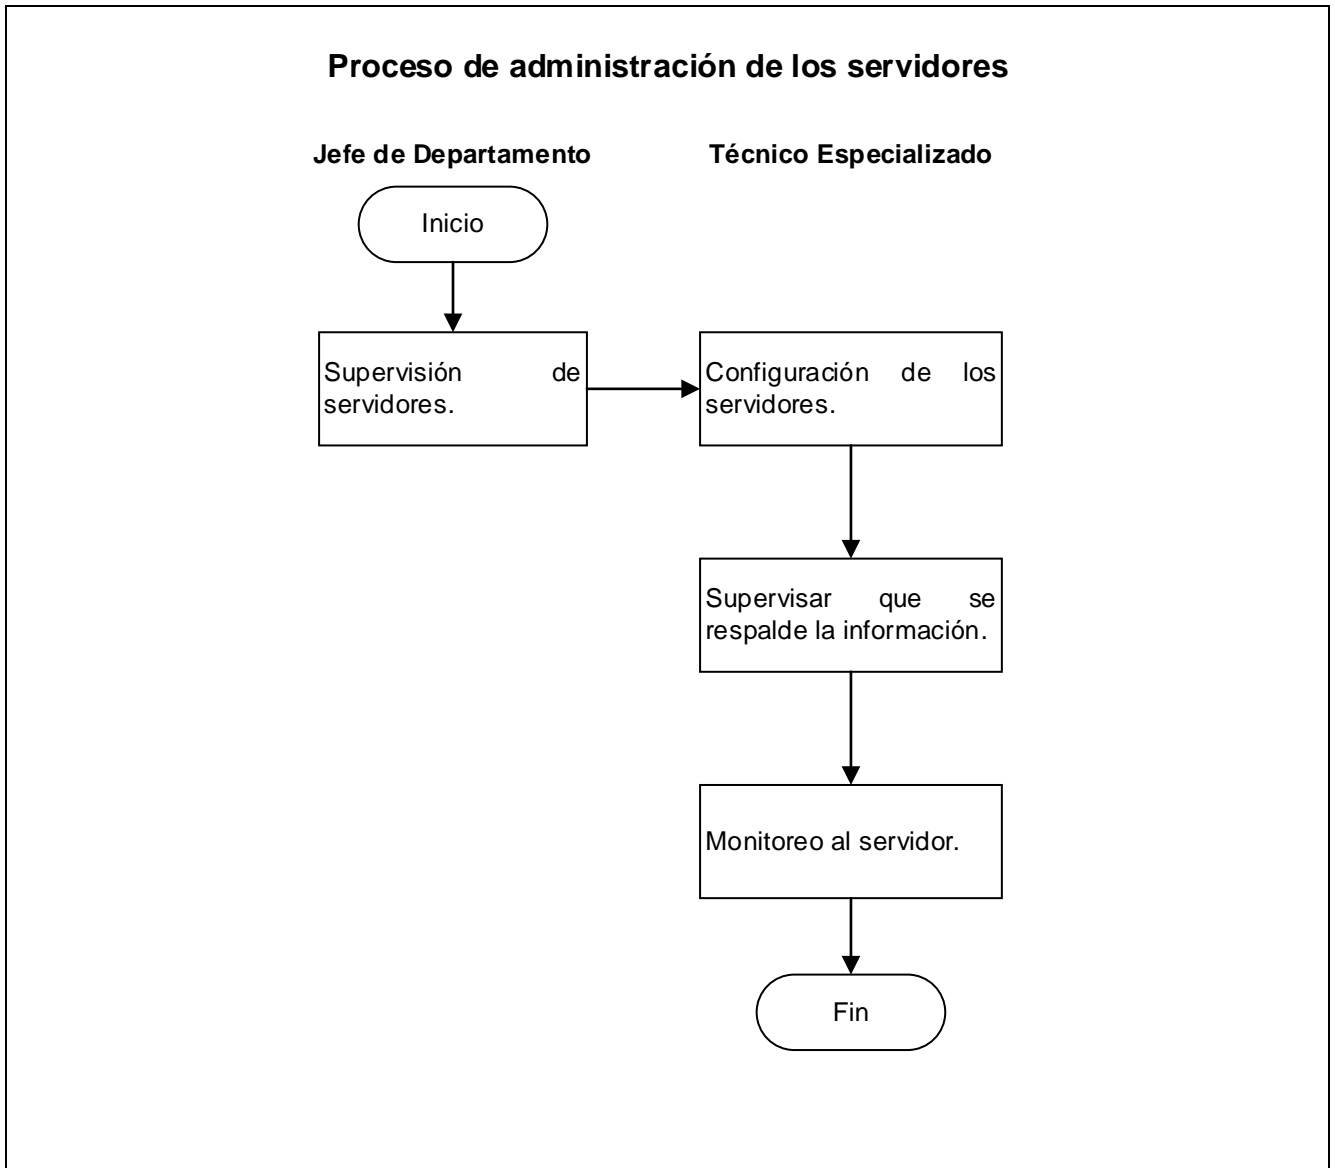 Proceso de administración de los servidores
Jefe de Departamento
Técnico Especializado
Inicio
Supervisión de
servidores.
Configuración de los
servidores.
Supervisar que se
respalde la información.
Monitoreo al servidor.
Fin